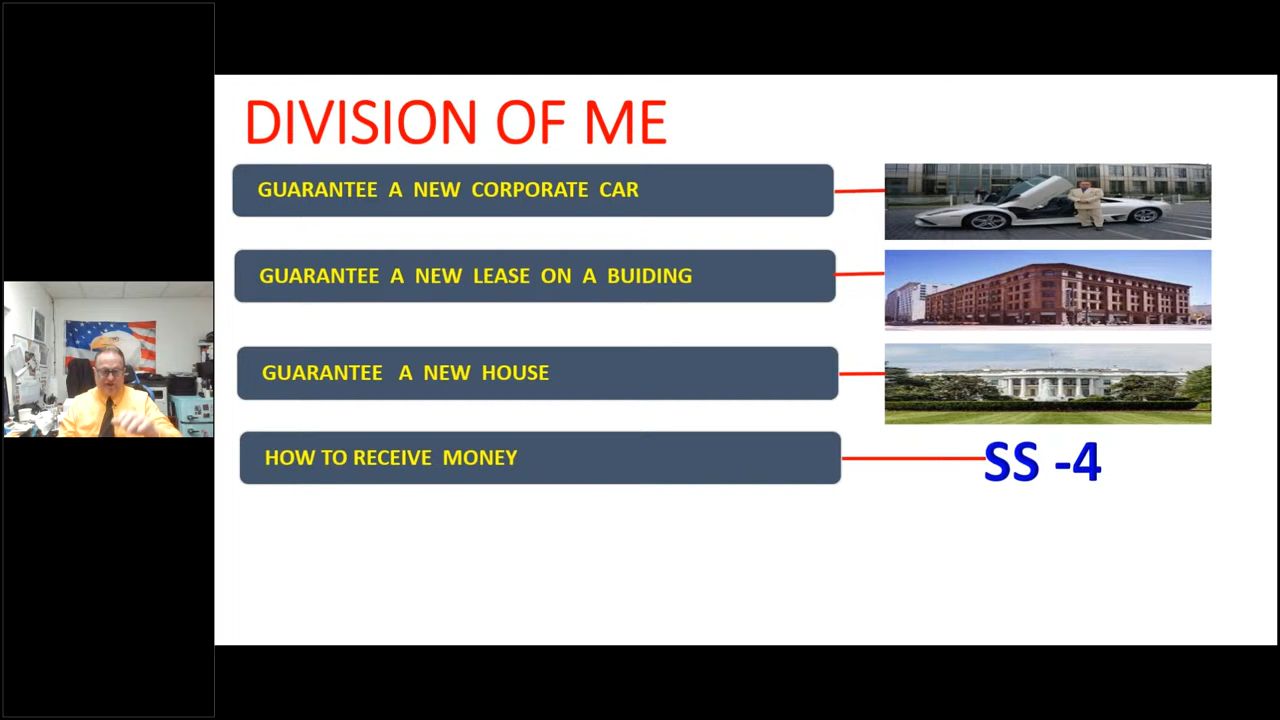 DIVISION OF ME
GUARANTEE A NEW CORPORATE CAR
GUARANTEE A NEW LEASE ON A BUIDING
GUARANTEE A NEW HOUSE
HOW TO RECEIVE MONEY
SS -4